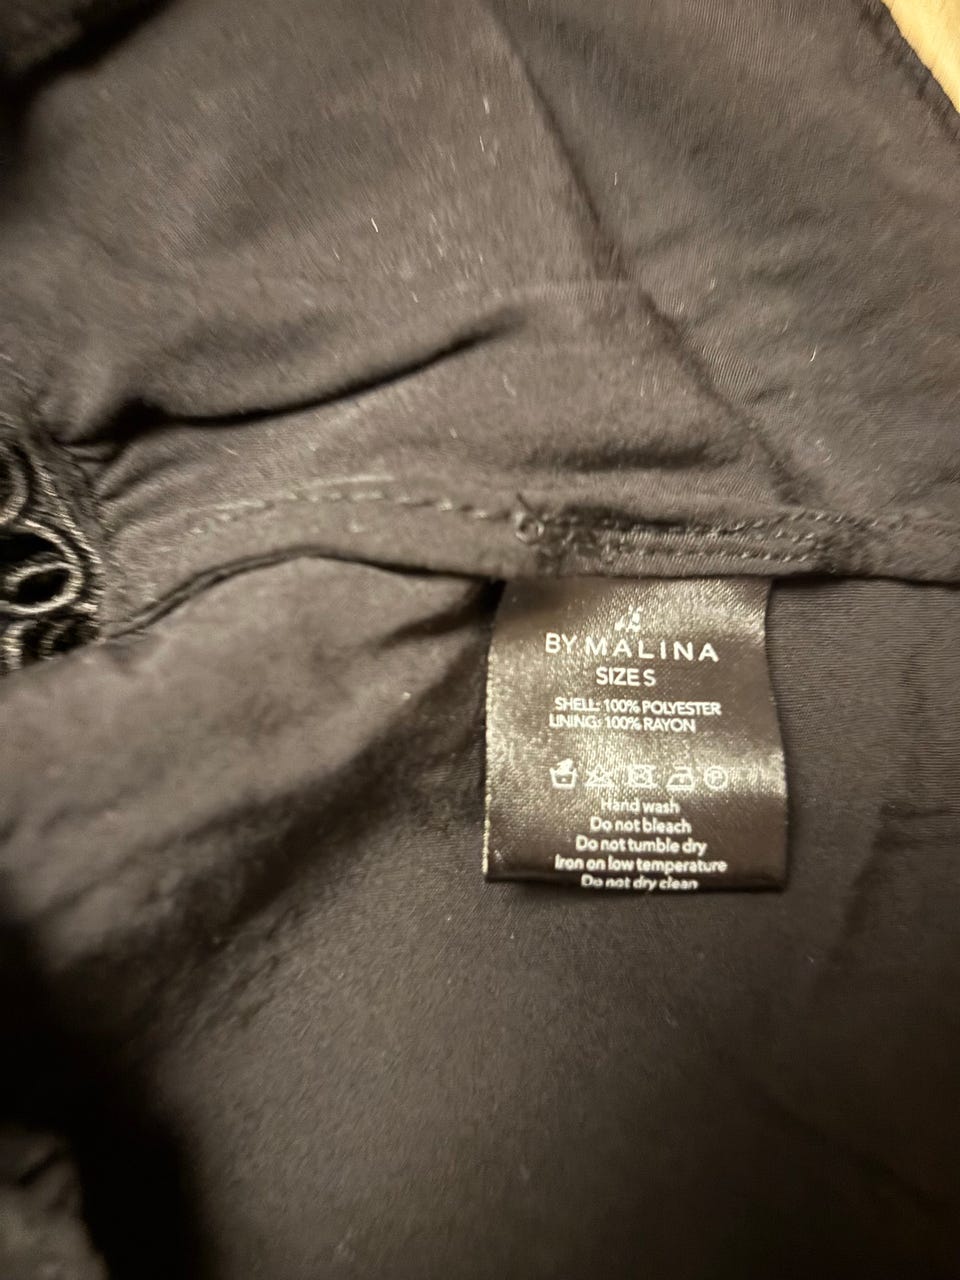 BY MALINA
SIZE S
SHELL: 100% POLYESTER
LINING: 100% RAYON
Hand wash
Do not bleach
Do not tumble dry
Iron on low temperature
Do not dry clean